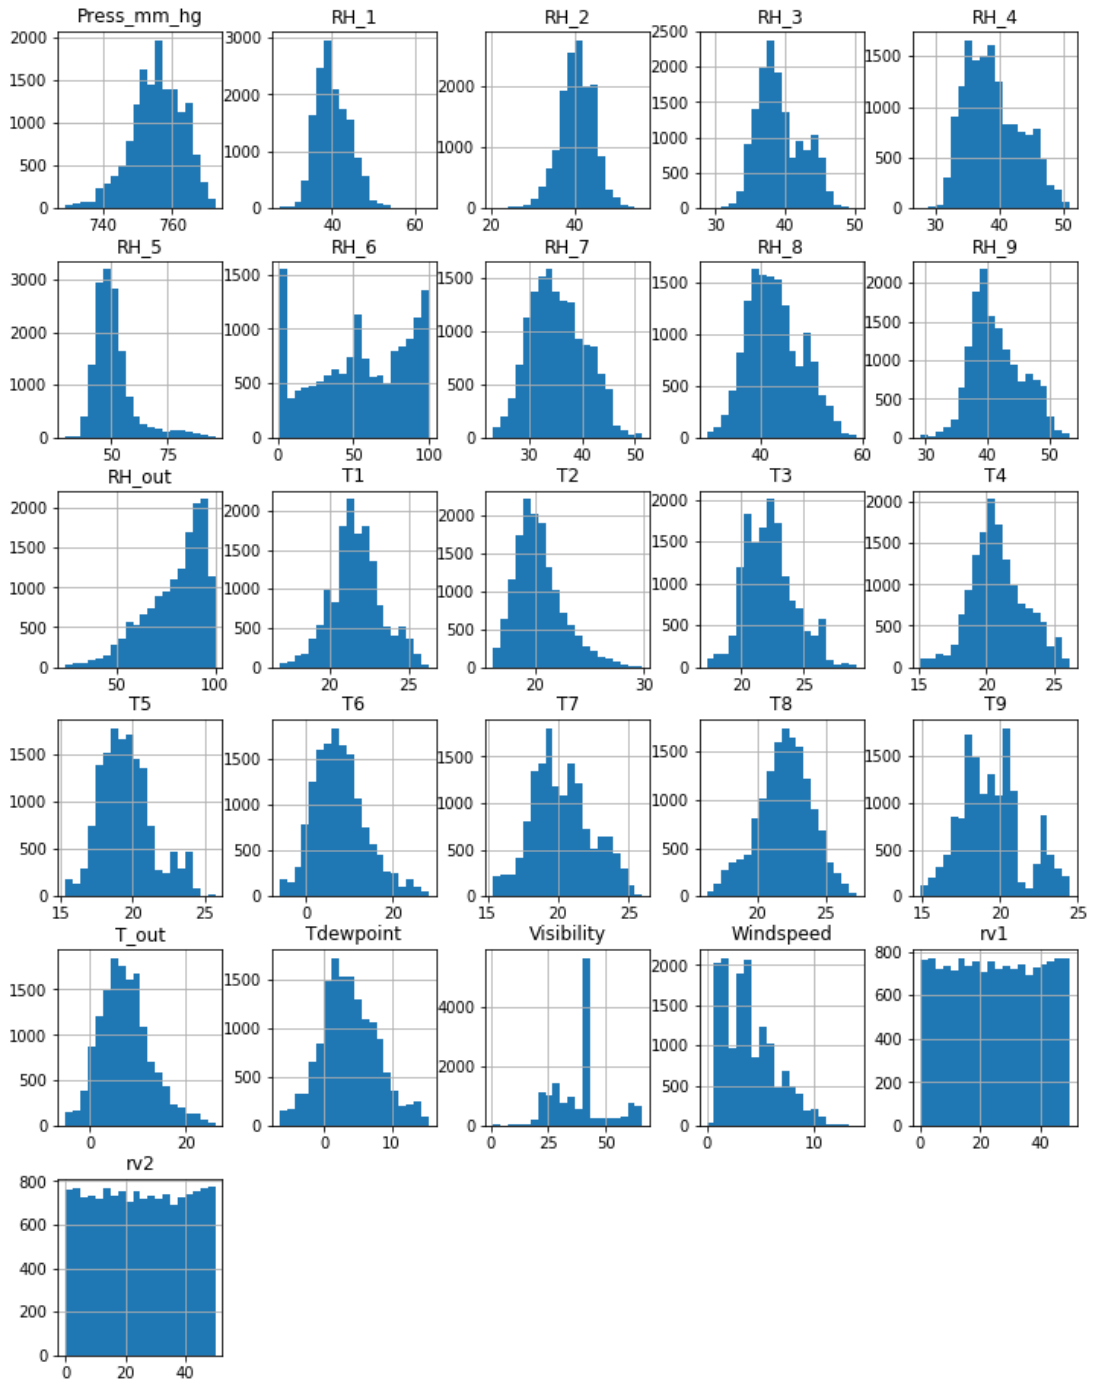 Press_mm_hg RH_1 RH_2 RH_3 RH_4
2000 1500 1000 500 0 740 760
3000 2000 1000 0 40 60
2000 1000 0 20 40
2500 2000 1500 1000 500 0 30 40 50
1500 1000 500 0 30 40 50
RH_5 RH_6 RH_7 RH_8 RH_9
3000 2000 1000 0 50 75
1500 1000 500 0 0 50 100
1500 1000 500 0 30 40 50
1500 1000 500 0 40 60
2000 1500 1000 500 0 30 40 50
RH_out T1 T2 T3 T4
2000 1500 1000 500 0 50 100
2000 1500 1000 500 0 20 25
2000 1500 1000 500 0 20 30
2000 1500 1000 500 0 20 25
2000 1500 1000 500 0 15 20 25
T5 T6 T7 T8 T9
1500 1000 500 0 15 20 25
1500 1000 500 0 0 20
1500 1000 500 0 15 20 25
1500 1000 500 0 20 25
1500 1000 500 0 15 20 25
T_out Tdewpoint Visibility Windspeed rv1
1500 1000 500 0 0 20
1500 1000 500 0 0 10
4000 2000 0 0 25 50
2000 1500 1000 500 0 0 10
800 600 400 200 0 0 20 40
rv2
800 600 400 200 0 0 20 40